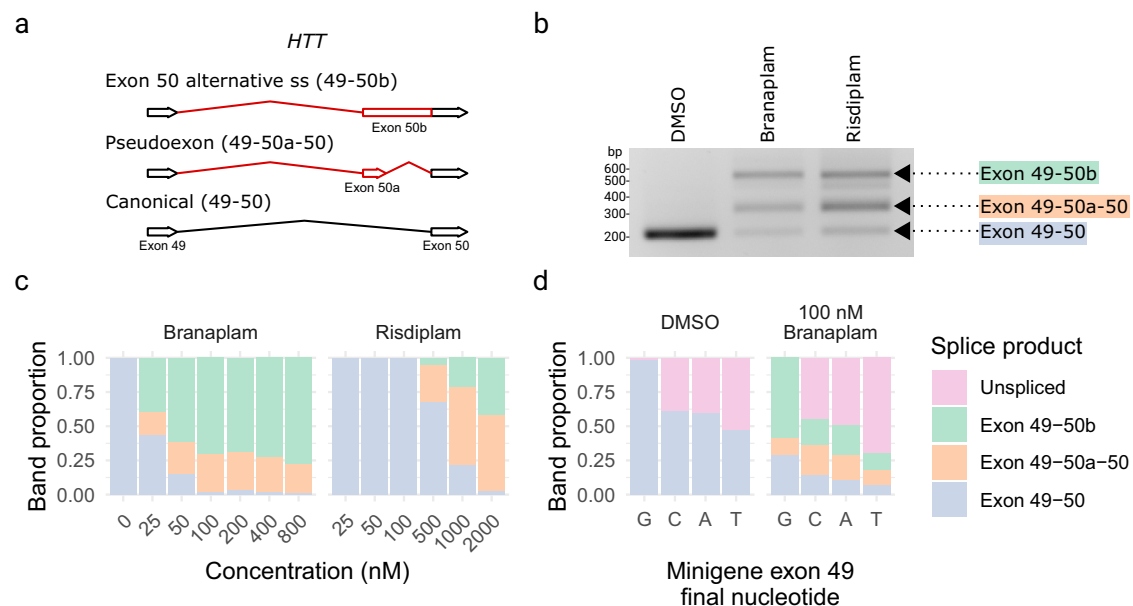 a
HTT
Exon 50 alternative ss (49-50b)
Exon 50b
Pseudoexon (49-50a-50)
Exon 50a
Canonical (49-50)
Exon 49
Exon 50
b
DMSO
Branaplam
Risdiplam
bp
600
500
400
300
200
Exon 49-50b
Exon 49-50a-50
Exon 49-50
c
Branaplam
Risdiplam
Band proportion
1.00
0.75
0.50
0.25
0.00
0 25 50 100 200 400 800
25 50 100 500 1000 2000
Concentration (nM)
d
DMSO
100 nM
Branaplam
Band proportion
1.00
0.75
0.50
0.25
0.00
G C A T
G C A T
Minigene exon 49
final nucleotide
Splice product
Unspliced
Exon 49−50b
Exon 49−50a−50
Exon 49−50